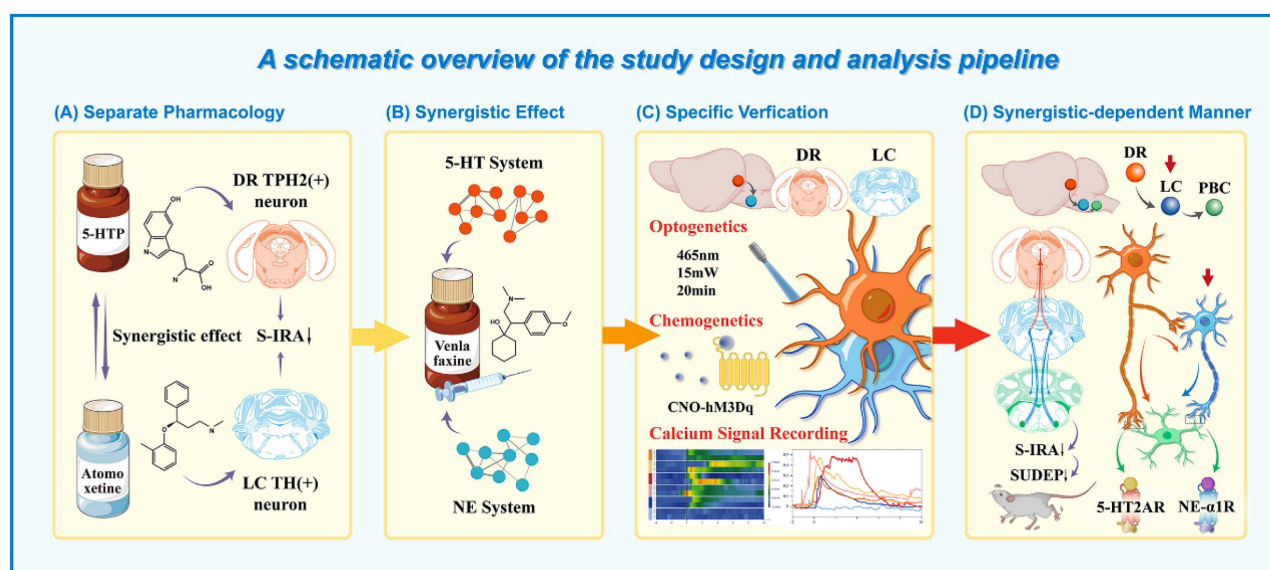 A schematic overview of the study design and analysis pipeline
(A) Separate Pharmacology
5-HTP
OH
N
N
O
OH
DR TPH2(+)
neuron
Synergistic effect
S-IRA↓
Atomo
xetine
O
N
LC TH(+)
neuron
(B) Synergistic Effect
5-HT System
Venla
faxine
N
HO
O
NE System
(C) Specific Verfication
DR
LC
Optogenetics
465nm
15mW
20min
Chemogenetics
CNO-hM3Dq
Calcium Signal Recording
(D) Synergistic-dependent Manner
DR
LC
PBC
S-IRA↓
SUDEP↓
5-HT2AR
NE-α1R